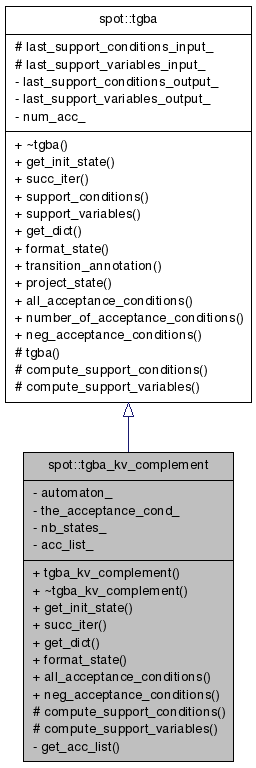 spot::tgba
# last_support_conditions_input_
# last_support_variables_input_
- last_support_conditions_output_
- last_support_variables_output_
- num_acc_
+ ~tgba()
+ get_init_state()
+ succ_iter()
+ support_conditions()
+ support_variables()
+ get_dict()
+ format_state()
+ transition_annotation()
+ project_state()
+ all_acceptance_conditions()
+ number_of_acceptance_conditions()
+ neg_acceptance_conditions()
# tgba()
# compute_support_conditions()
# compute_support_variables()
spot::tgba_kv_complement
- automaton_
- the_acceptance_cond_
- nb_states_
- acc_list_
+ tgba_kv_complement()
+ ~tgba_kv_complement()
+ get_init_state()
+ succ_iter()
+ get_dict()
+ format_state()
+ all_acceptance_conditions()
+ neg_acceptance_conditions()
# compute_support_conditions()
# compute_support_variables()
- get_acc_list()